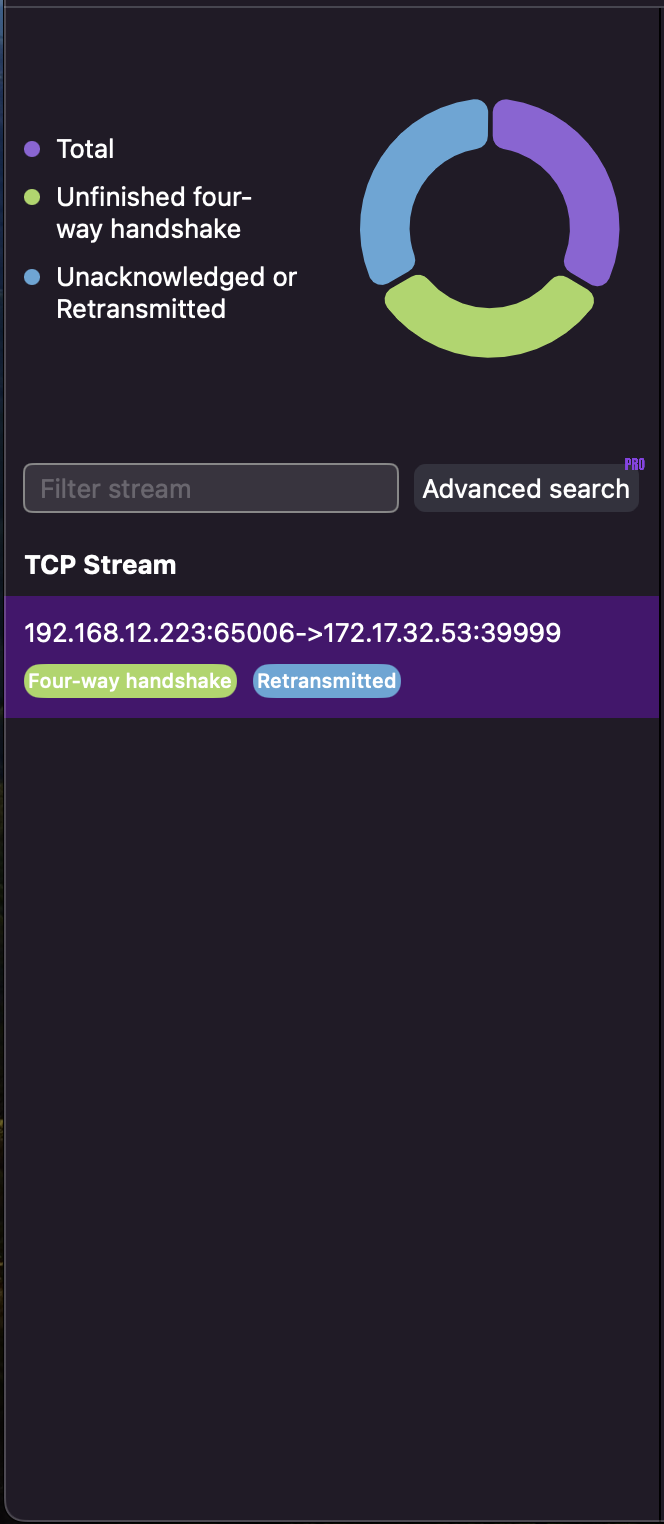 Total
Unfinished four-
way handshake
Unacknowledged or
Retransmitted
Filter stream
PRO
Advanced search
TCP Stream
192.168.12.223:65006->172.17.32.53:39999
Four-way handshake
Retransmitted